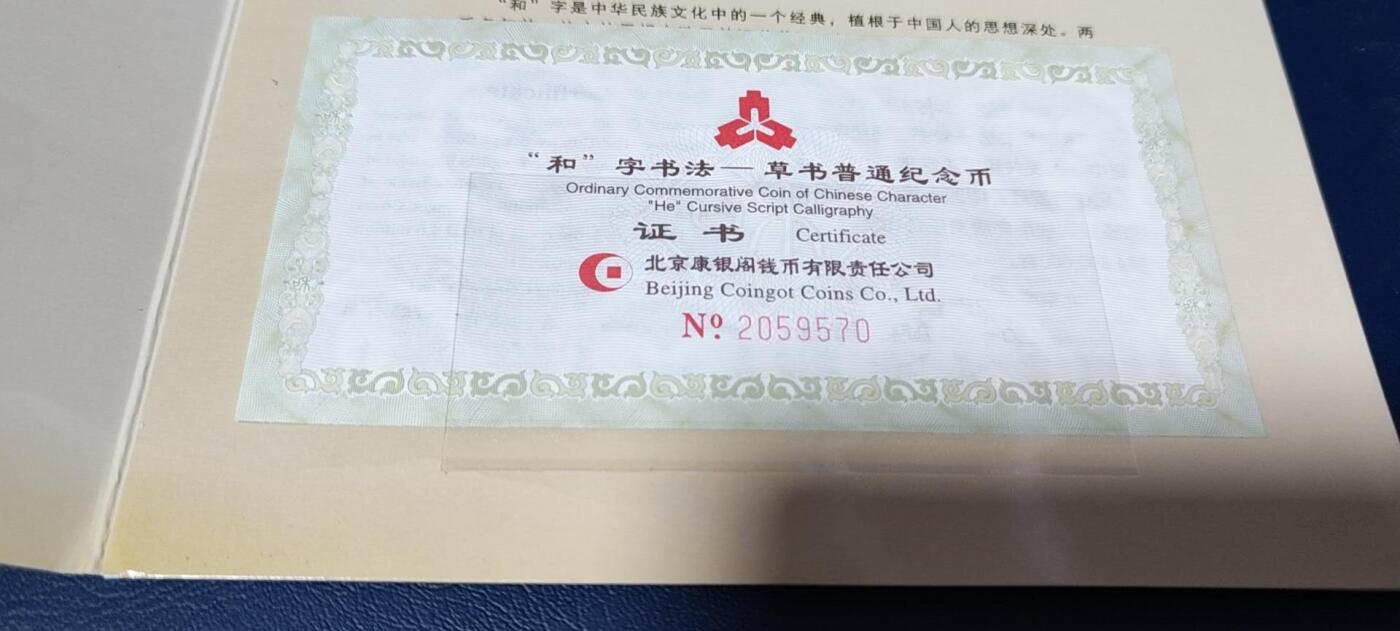 “和”字是中华民族文化中的一个经典，植根于中国人的思想深处。两
“和”字书法—草书普通纪念币
Ordinary Commemorative Coin of Chinese Character
"He" Cursive Script Calligraphy
证 书 Certificate
北京康银阁钱币有限责任公司
Beijing Coingot Coins Co., Ltd.
Nº 2059570